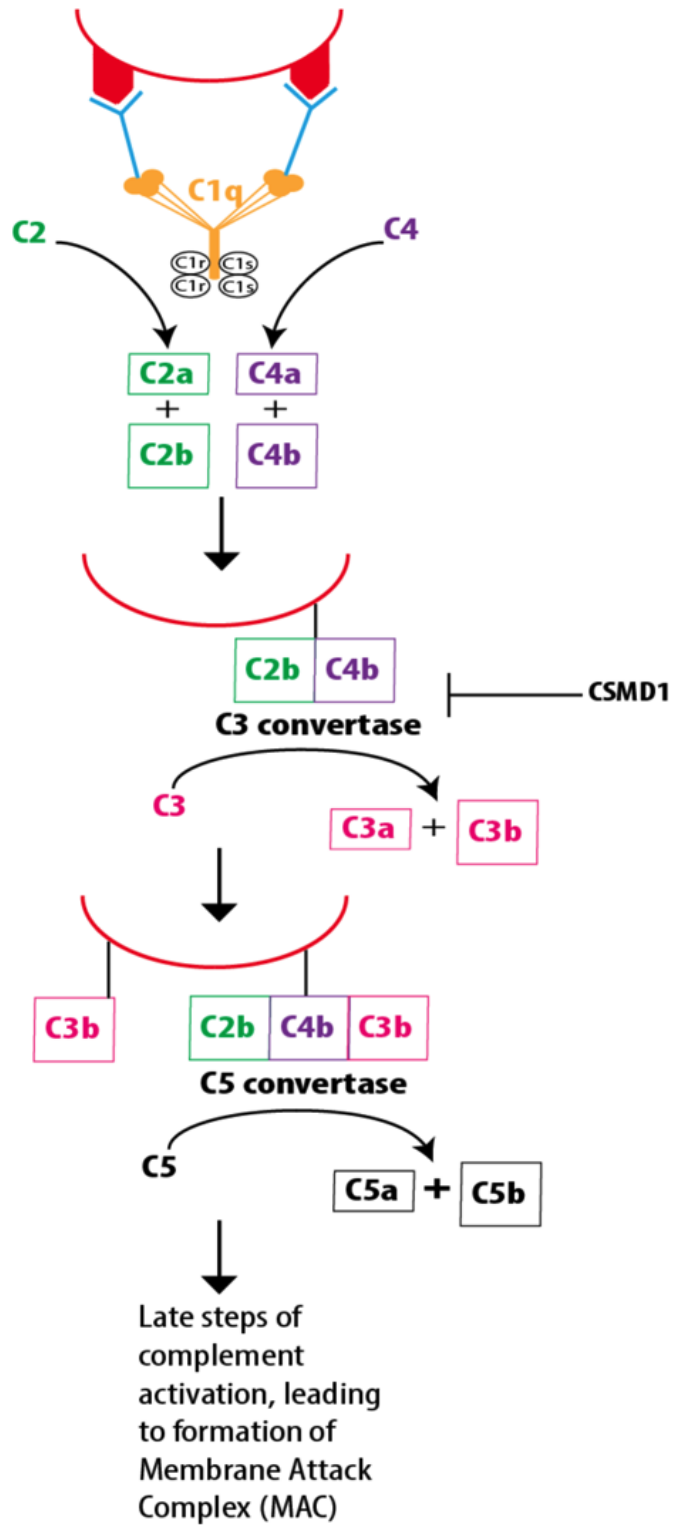 C1q
C2
C4
C1r C1s
C1r C1s
C2a C4a
+ +
C2b C4b
C2b C4b
CSMD1
C3 convertase
C3
C3a + C3b
C3b
C2b C4b C3b
C5 convertase
C5
C5a + C5b
Late steps of
complement
activation, leading
to formation of
Membrane Attack
Complex (MAC)